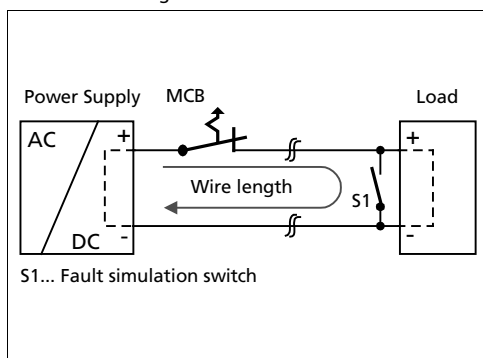 Power Supply MCB Load
AC + +
Wire length
S1
DC - -
S1... Fault simulation switch